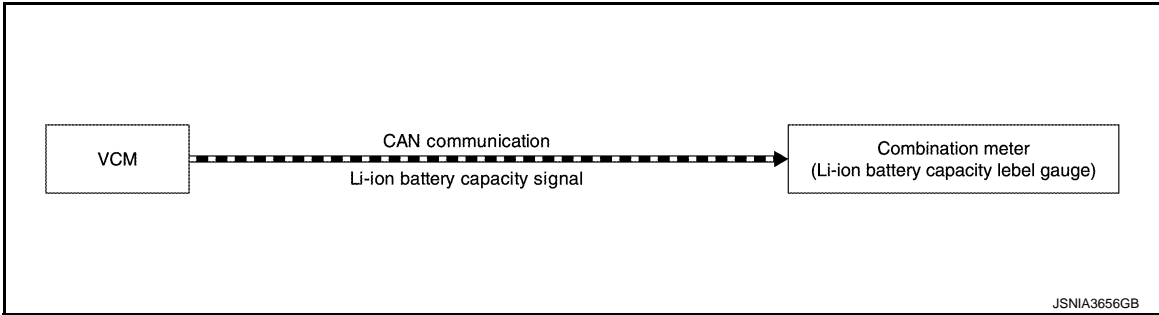 VCM
CAN communication
Li-ion battery capacity signal
Combination meter
(Li-ion battery capacity lebel gauge)
JSNIA3656GB